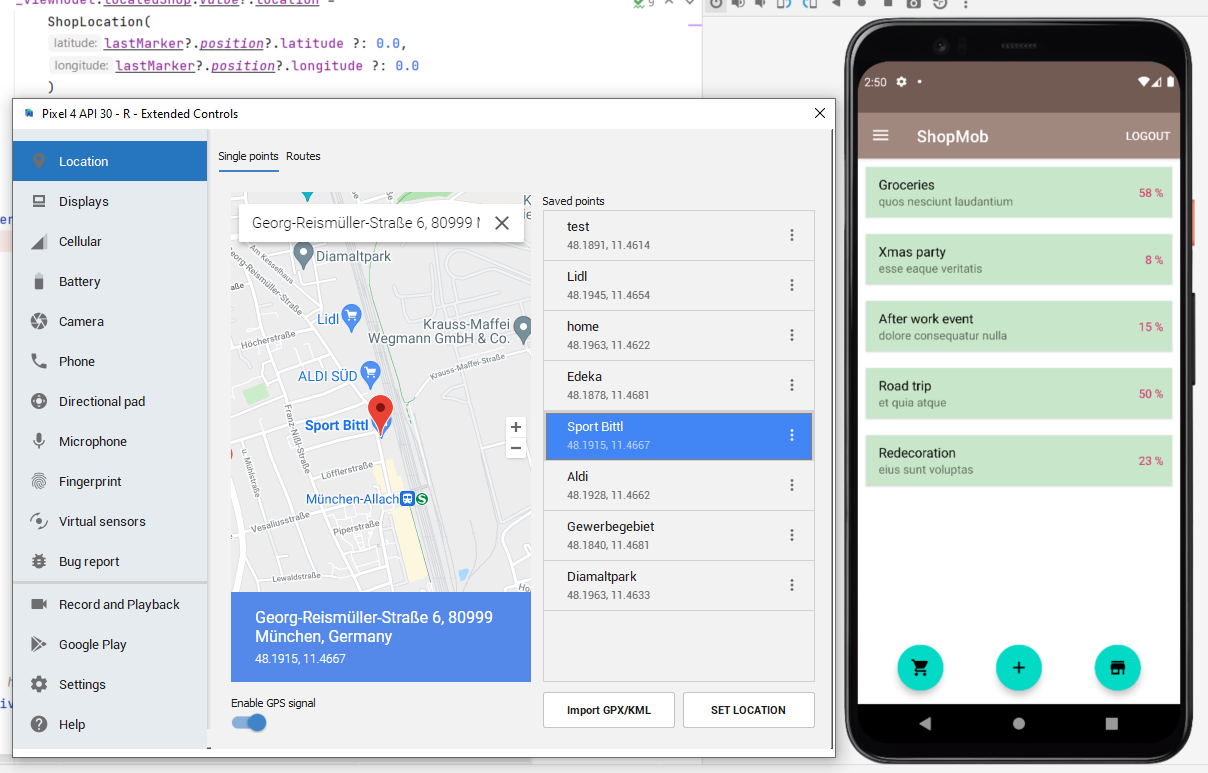 _viewModel.locatedShop.value?.location =
ShopLocation(
latitude: lastMarker?.position?.latitude ?: 0.0,
longitude: lastMarker?.position?.longitude ?: 0.0
)
9
Pixel 4 API 30 - R - Extended Controls
Location
Displays
Cellular
Battery
Camera
Phone
Directional pad
Microphone
Fingerprint
Virtual sensors
Bug report
Record and Playback
Google Play
Settings
Help
Single points Routes
Georg-Reismüller-Straße 6, 80999
Diamaltpark
Am Kesselhaus
Georg-Reismüller-Straße
Lidl
Krauss-Maffei
Wegmann GmbH & Co.
Höcherstraße
Krauss-Maffei-Straße
ALDI SÜD
Franz-Nißl-Straße
Sport Bittl
u. Mühlstraße
Löfflerstraße
München-Allach
S
Vesaliusstraße
Piperstraße
Lewaldstraße
+
−
Georg-Reismüller-Straße 6, 80999
München, Germany
48.1915, 11.4667
Enable GPS signal
Saved points
test
48.1891, 11.4614
Lidl
48.1945, 11.4654
home
48.1963, 11.4622
Edeka
48.1878, 11.4681
Sport Bittl
48.1915, 11.4667
Aldi
48.1928, 11.4662
Gewerbegebiet
48.1840, 11.4681
Diamaltpark
48.1963, 11.4633
Import GPX/KML
SET LOCATION
2:50
ShopMob
LOGOUT
Groceries
quos nesciunt laudantium
58 %
Xmas party
esse eaque veritatis
8 %
After work event
dolore consequatur nulla
15 %
Road trip
et quia atque
50 %
Redecoration
eius sunt voluptas
23 %